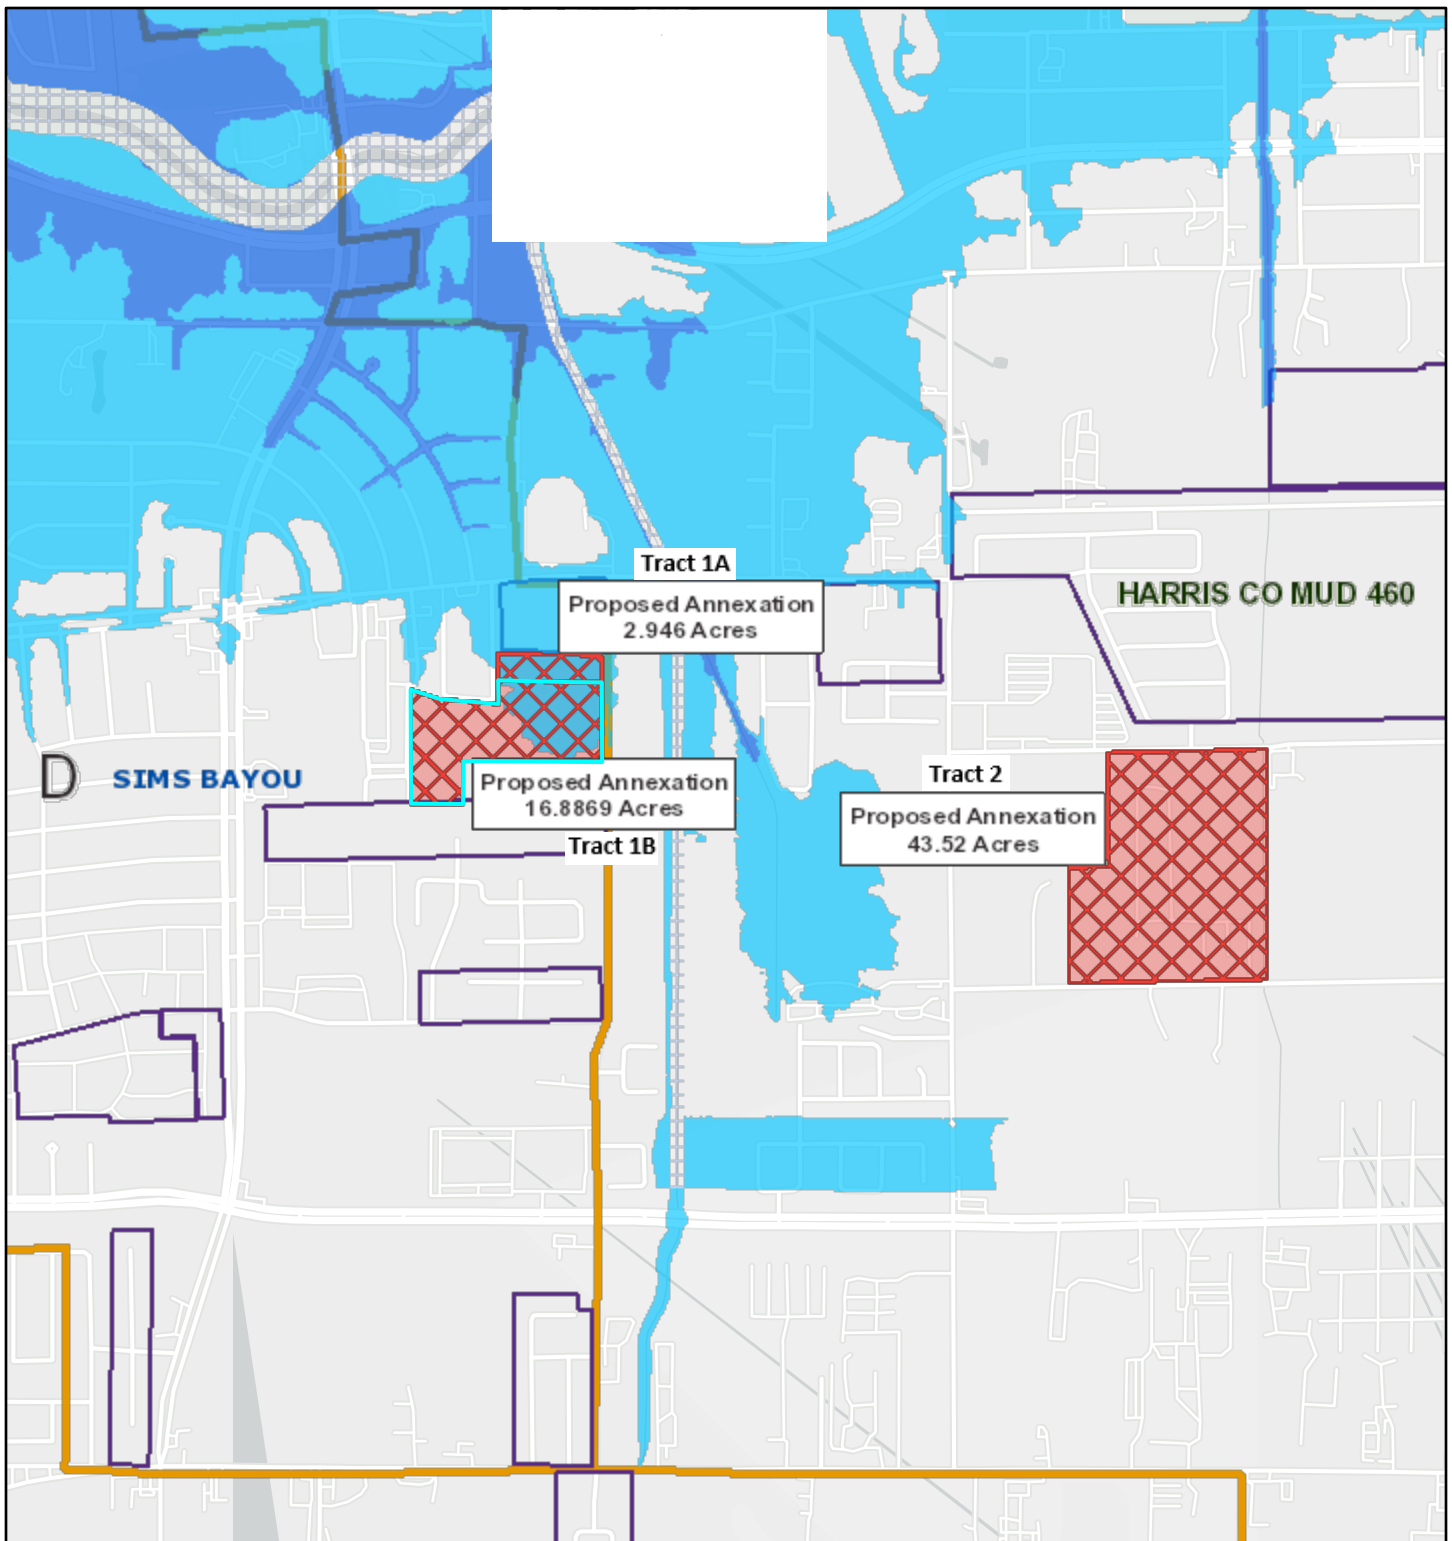 Tract 1A
Proposed Annexation
2.946 Acres
HARRIS CO MUD 460
D
SIMS BAYOU
Proposed Annexation
16.8869 Acres
Tract 1B
Tract 2
Proposed Annexation
43.52 Acres